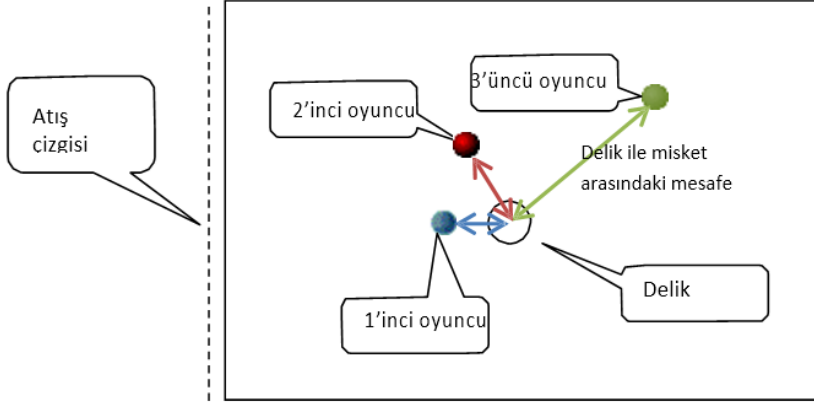 3'üncü oyuncu
2'inci oyuncu
Atış
çizgisi
Delik ile misket
arasındaki mesafe
Delik
1'inci oyuncu